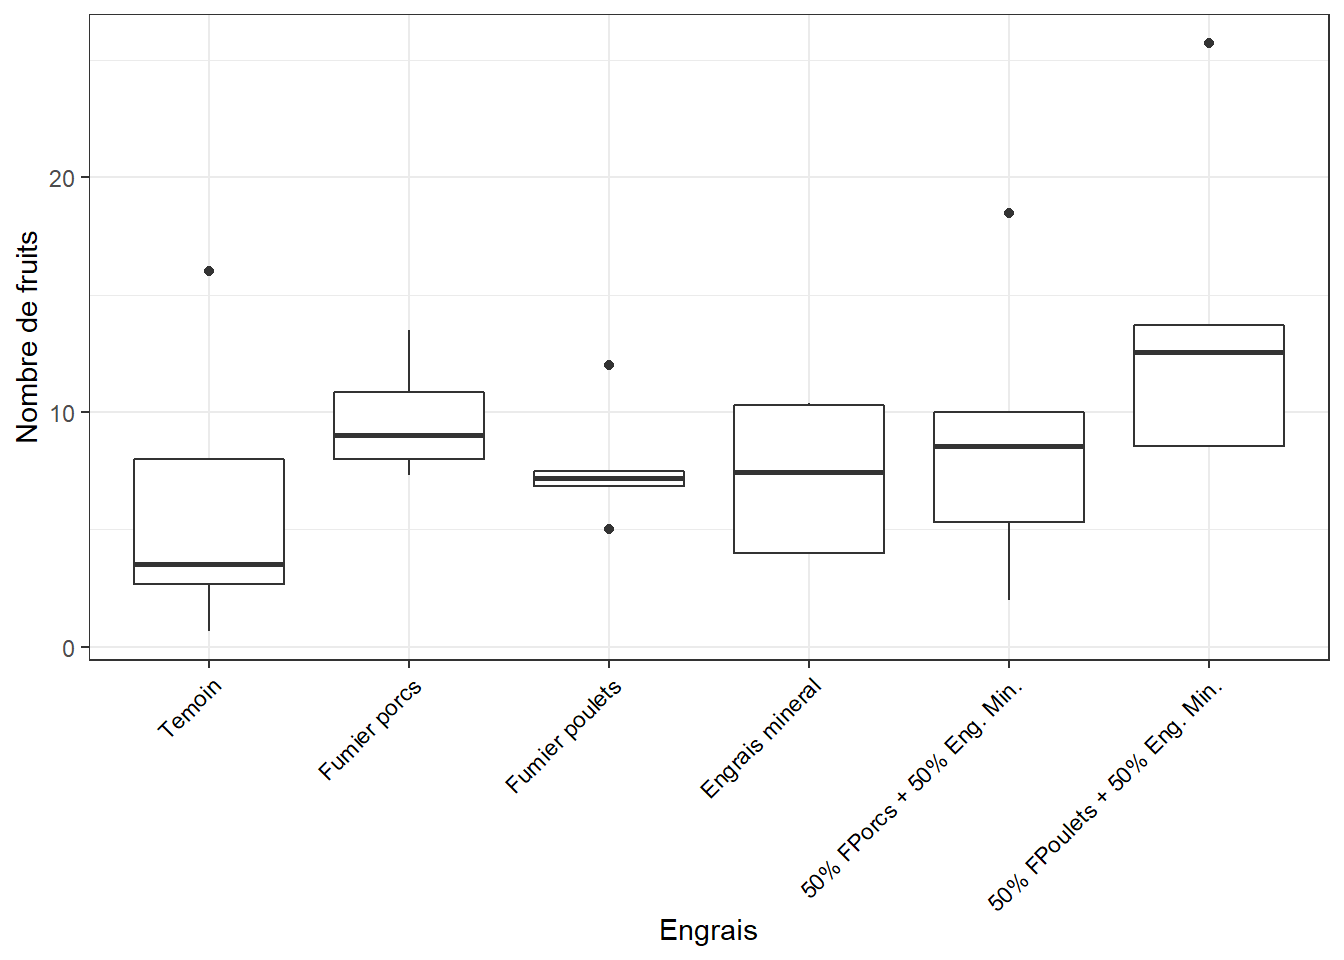 Nombre de fruits
20
10
0
Temoin
Fumier porcs
Fumier poulets
Engrais mineral
50% FPorcs + 50% Eng. Min.
50% FPoulets + 50% Eng. Min.
Engrais